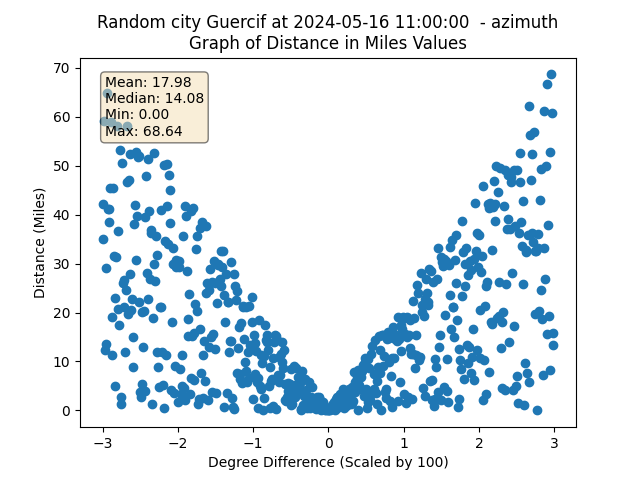 Random city Guercif at 2024-05-16 11:00:00  - azimuth
Graph of Distance in Miles Values
Mean: 17.98
Median: 14.08
Min: 0.00
Max: 68.64
70
60
50
40
30
20
10
0
Distance (Miles)
−3 −2 −1 0 1 2 3
Degree Difference (Scaled by 100)